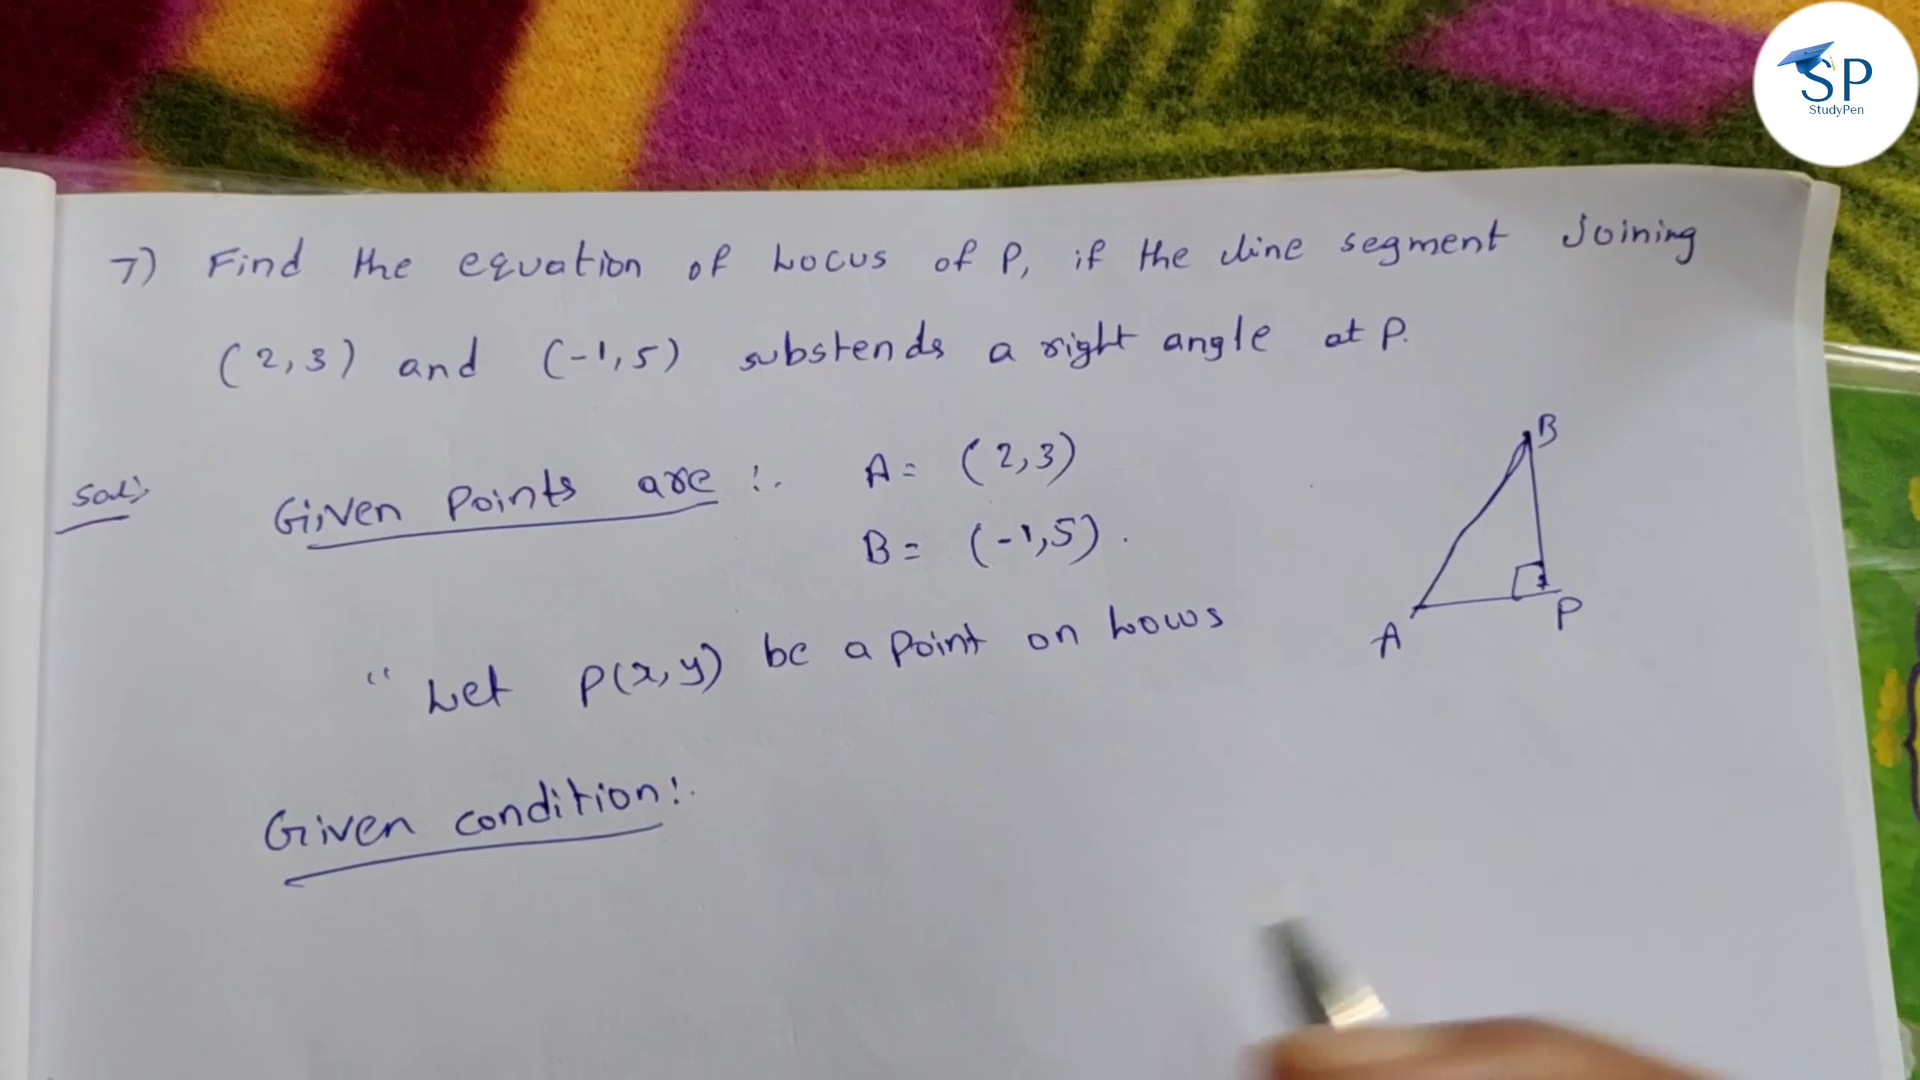 SP
StudyPen
7) Find the equation of Locus of P, if the line segment Joining
(2,3) and (-1,5) substends a right angle at P.
Sol:
Given Points are :.
A = (2,3)
B = (-1,5).
B
A
P
" Let P(x,y) be a Point on Locus
Given condition:.